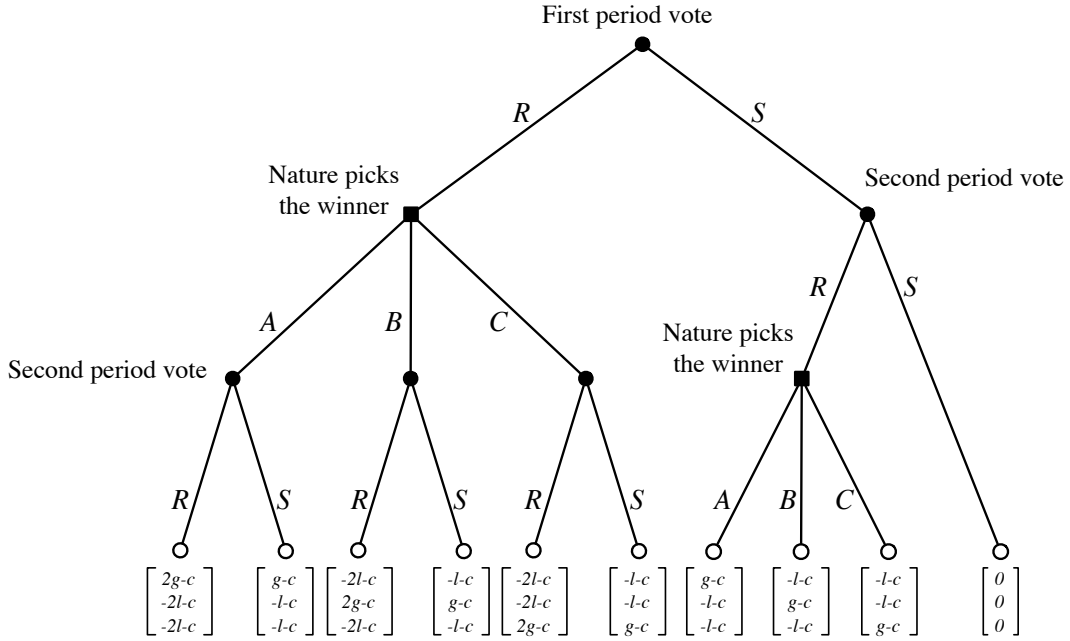 First period vote
R
S
Nature picks
the winner
Second period vote
A
B
C
R
S
Nature picks
the winner
Second period vote
R
S
R
S
R
S
A
B
C
2g-c g-c -2l-c -l-c -2l-c -l-c g-c -l-c -l-c 0
-2l-c -l-c 2g-c g-c -2l-c -l-c -l-c g-c -l-c 0
-2l-c -l-c -2l-c -l-c 2g-c g-c -l-c -l-c g-c 0